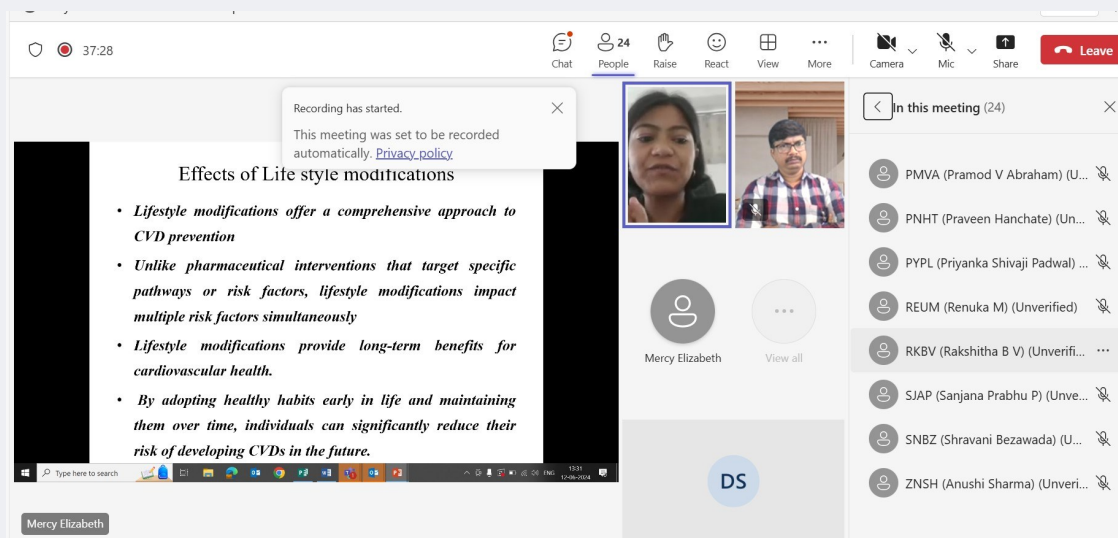 37:28
Chat
People
24
Raise
React
View
More
Camera
Mic
Share
Leave
Recording has started.
This meeting was set to be recorded
automatically. Privacy policy
Effects of Life style modifications
• Lifestyle modifications offer a comprehensive approach to
CVD prevention
• Unlike pharmaceutical interventions that target specific
pathways or risk factors, lifestyle modifications impact
multiple risk factors simultaneously
• Lifestyle modifications provide long-term benefits for
cardiovascular health.
• By adopting healthy habits early in life and maintaining
them over time, individuals can significantly reduce their
risk of developing CVDs in the future.
Type here to search
ENG
13:31
12-06-2024
Mercy Elizabeth
Mercy Elizabeth
View all
DS
In this meeting (24)
PMVA (Pramod V Abraham) (U...
PNHT (Praveen Hanchate) (Un...
PYPL (Priyanka Shivaji Padwal) ...
REUM (Renuka M) (Unverified)
RKBV (Rakshitha B V) (Unverifi...
SJAP (Sanjana Prabhu P) (Unve...
SNBZ (Shravani Bezawada) (U...
ZNSH (Anushi Sharma) (Unveri...